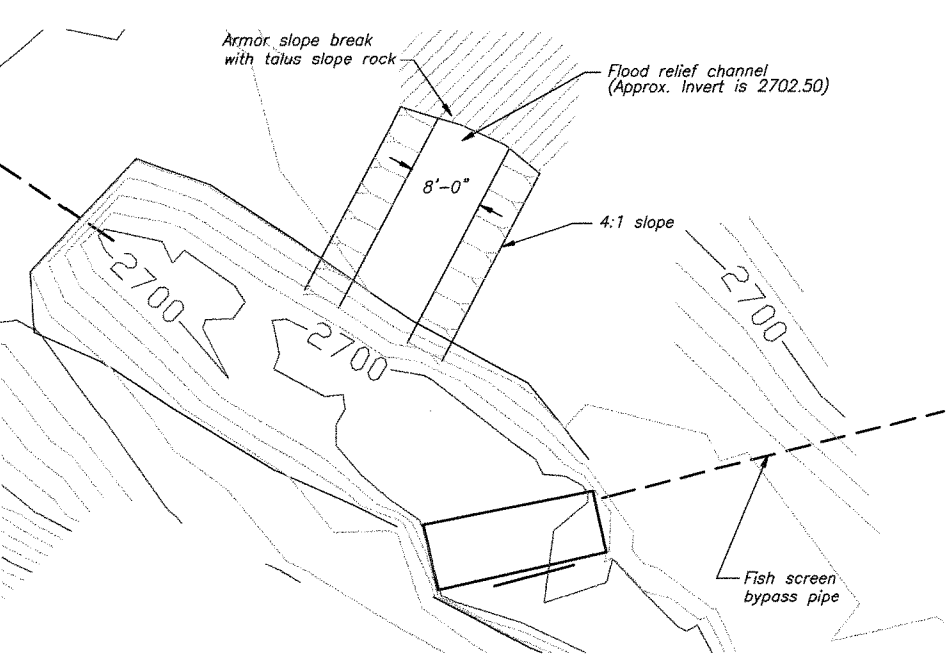 Armor slope break
with talus slope rock
Flood relief channel
(Approx. Invert is 2702.50)
8'-0"
4:1 slope
2700
2700
2700
Fish screen
bypass pipe